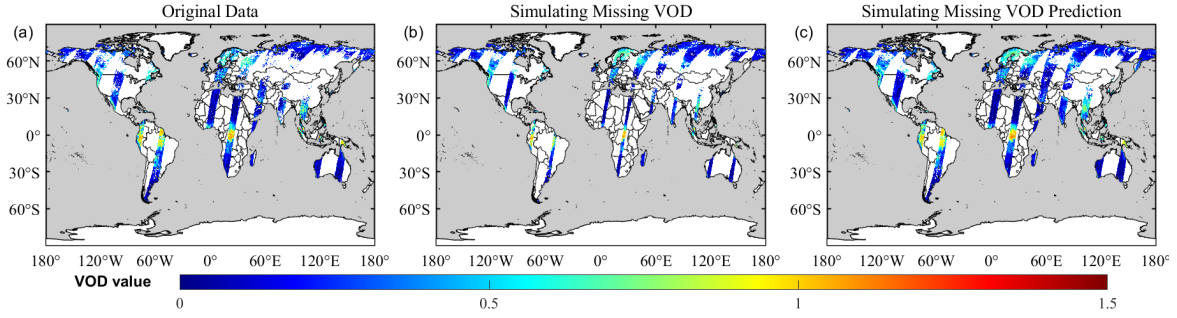 Original Data
Simulating Missing VOD
Simulating Missing VOD Prediction
(a)
(b)
(c)
60°N
30°N
0°
30°S
60°S
60°N
30°N
0°
30°S
60°S
60°N
30°N
0°
30°S
60°S
180° 120°W 60°W 0° 60°E 120°E 180°
180° 120°W 60°W 0° 60°E 120°E 180°
180° 120°W 60°W 0° 60°E 120°E 180°
VOD value
0 0.5 1 1.5